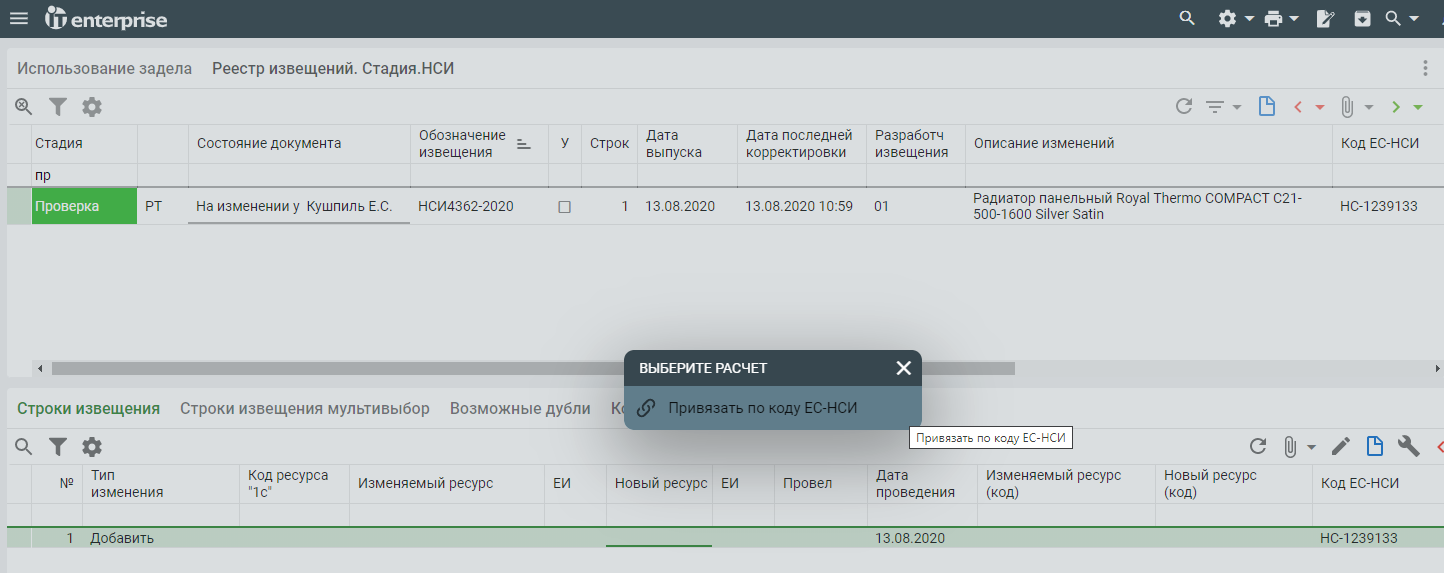 iT enterprise
Использование задела Реестр извещений. Стадия.НСИ
Стадия Состояние документа Обозначение извещения У Строк Дата выпуска Дата последней корректировки Разработч извещения Описание изменений Код ЕС-НСИ
пр
Проверка РТ На изменении у Кушпиль Е.С. НСИ4362-2020 1 13.08.2020 13.08.2020 10:59 01 Радиатор панельный Royal Thermo COMPACT C21-500-1600 Silver Satin НС-1239133
ВЫБЕРИТЕ РАСЧЕТ
Привязать по коду ЕС-НСИ
Привязать по коду ЕС-НСИ
Строки извещения Строки извещения мультивыбор Возможные дубли
№ Тип изменения Код ресурса "1с" Изменяемый ресурс ЕИ Новый ресурс ЕИ Провел Дата проведения Изменяемый ресурс (код) Новый ресурс (код) Код ЕС-НСИ
1 Добавить 13.08.2020 НС-1239133